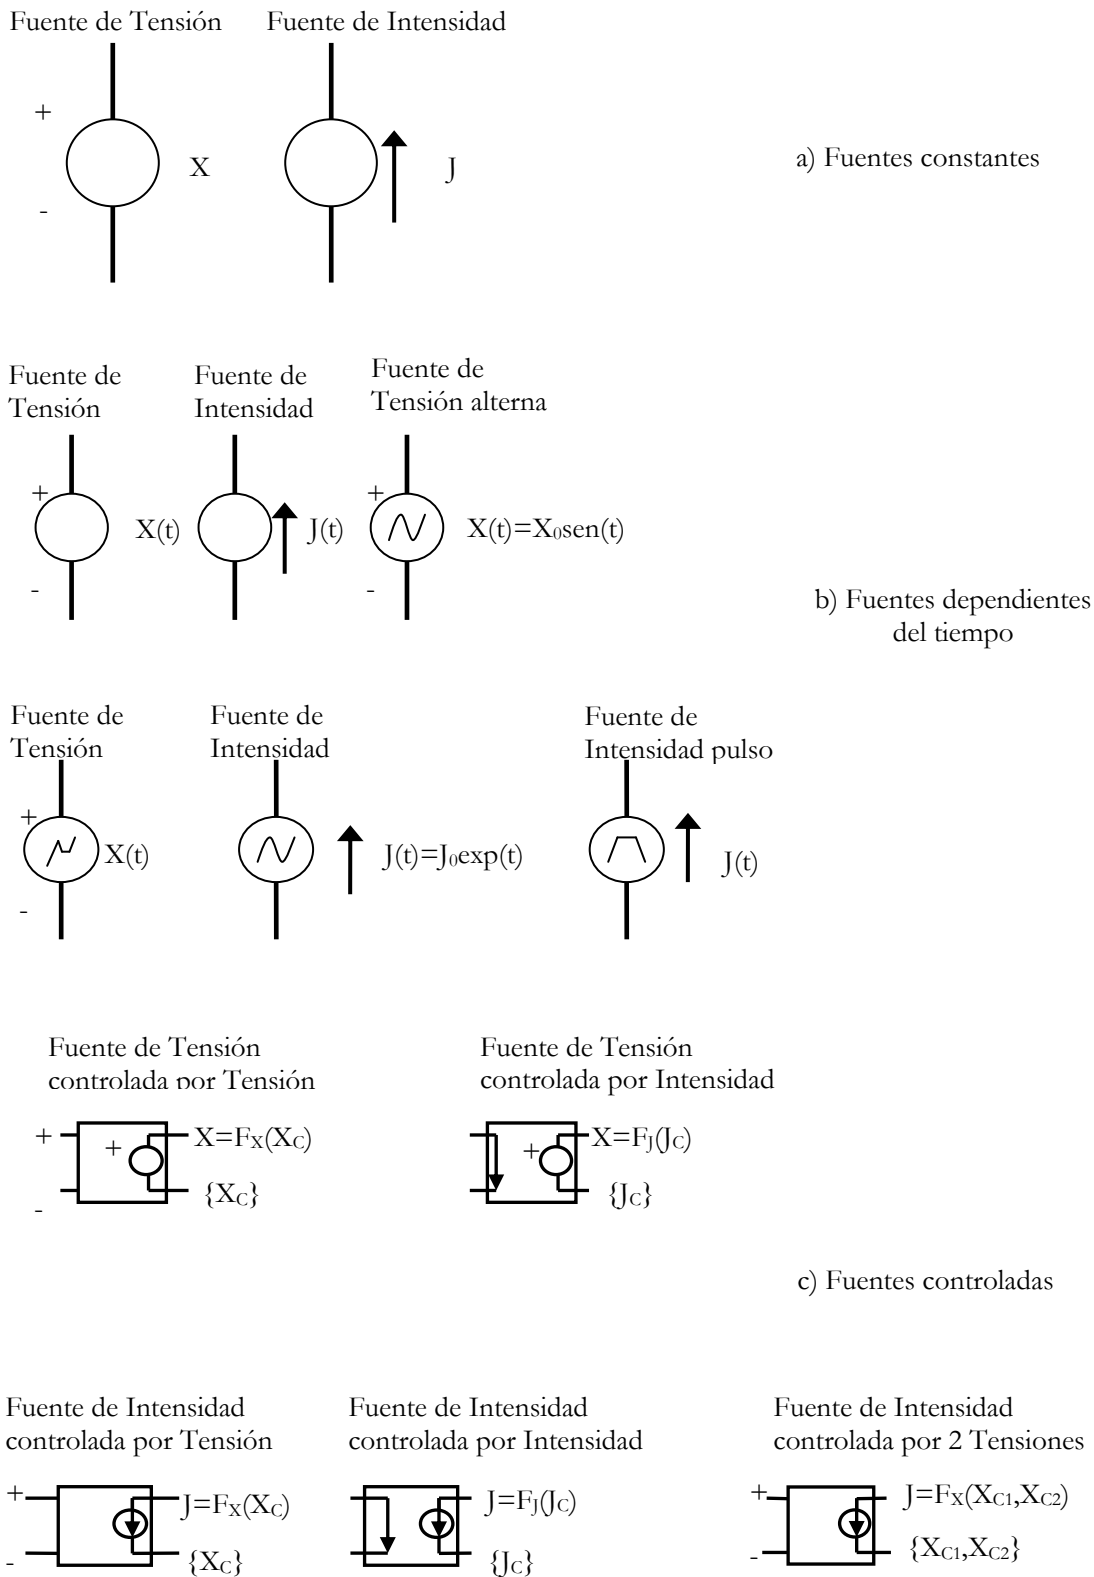 Fuente de Tensión Fuente de Intensidad
+
X J
-
a) Fuentes constantes
Fuente de
Tensión
Fuente de
Intensidad
Fuente de
Tensión alterna
+
X(t)
-
J(t)
+
X(t)=X₀sen(t)
-
b) Fuentes dependientes
del tiempo
Fuente de
Tensión
Fuente de
Intensidad
Fuente de
Intensidad pulso
+
X(t)
-
J(t)=J₀exp(t)
J(t)
Fuente de Tensión
controlada por Tensión
Fuente de Tensión
controlada por Intensidad
+
+
X=FX(XC)
{XC}
-
+
X=FJ(JC)
{JC}
c) Fuentes controladas
Fuente de Intensidad
controlada por Tensión
Fuente de Intensidad
controlada por Intensidad
Fuente de Intensidad
controlada por 2 Tensiones
+
J=FX(XC)
-
{XC}
J=FJ(JC)
{JC}
+
J=FX(XC1,XC2)
-
{XC1,XC2}